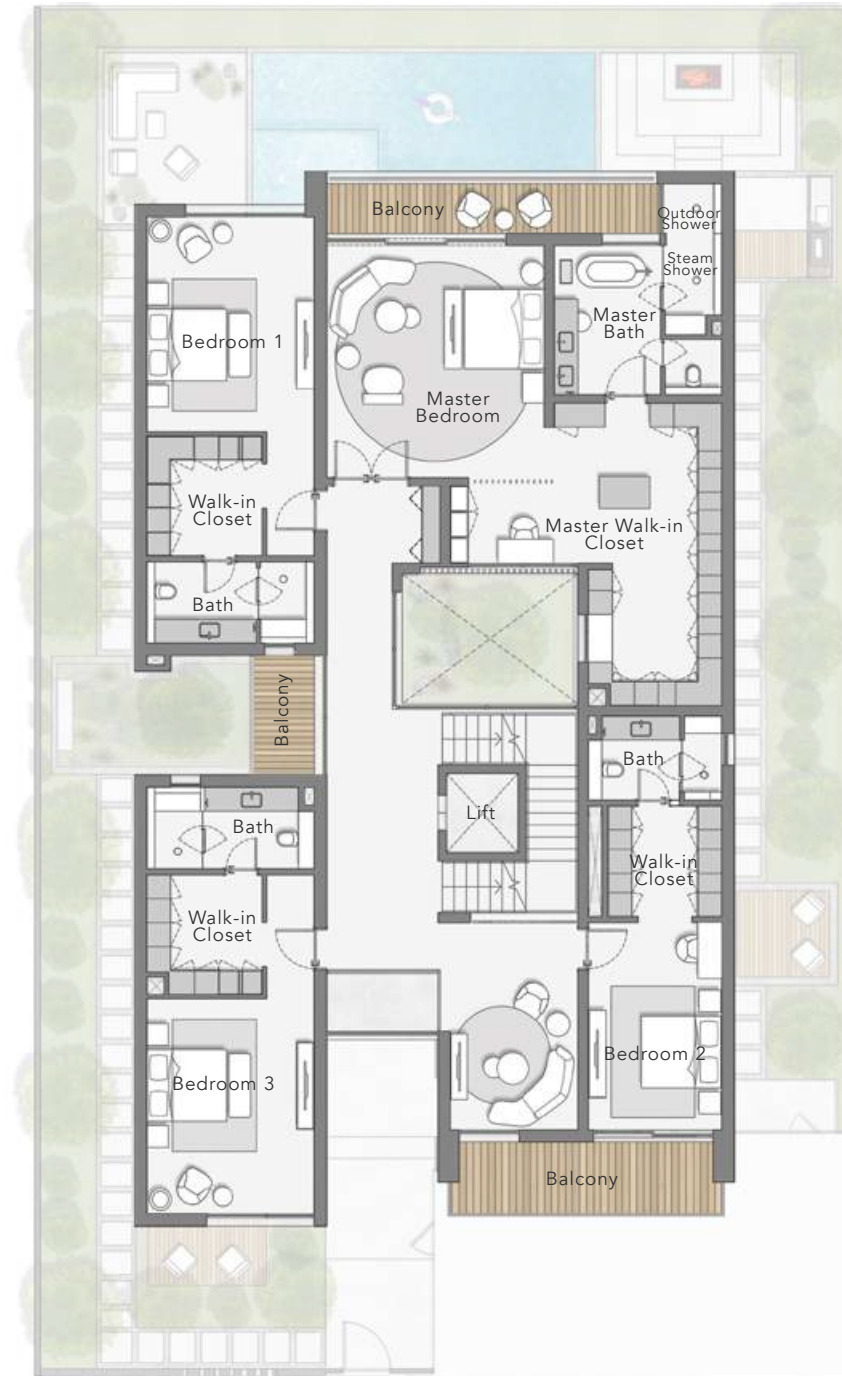 Balcony
Outdoor
Shower
Steam
Shower
Master
Bath
Bedroom 1
Master
Bedroom
Walk-in
Closet
Master Walk-in
Closet
Bath
Balcony
Bath
Lift
Bath
Walk-in
Closet
Walk-in
Closet
Bedroom 2
Bedroom 3
Balcony